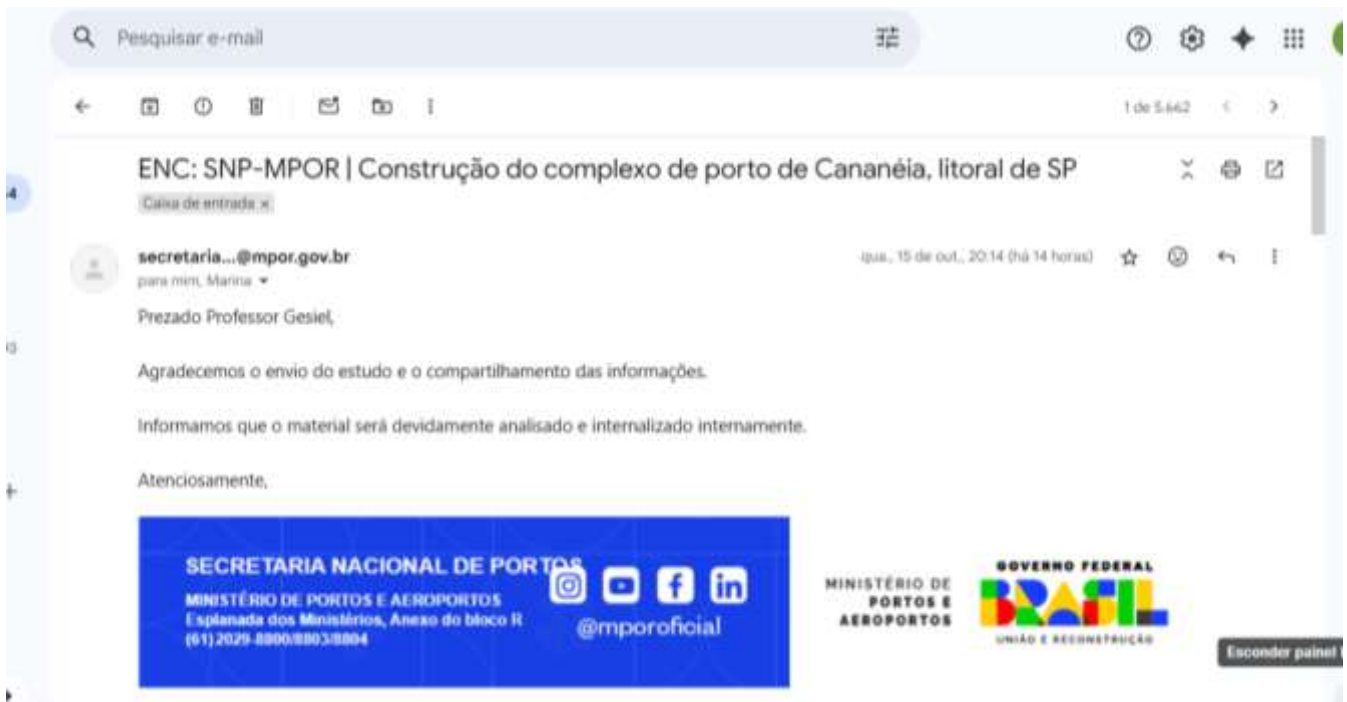 Pesquisar e-mail
1 de 5.662
ENC: SNP-MPOR | Construção do complexo de porto de Cananéia, litoral de SP
Caixa de entrada x
secretaria...@mpor.gov.br
qua., 15 de out., 20:14 (há 14 horas)
para mim, Marina
Prezado Professor Gesiel,
Agradecemos o envio do estudo e o compartilhamento das informações.
Informamos que o material será devidamente analisado e internalizado internamente.
Atenciosamente,
SECRETARIA NACIONAL DE PORTOS
MINISTÉRIO DE PORTOS E AEROPORTOS
Esplanada dos Ministérios, Anexo do bloco R
(61) 2029-8800/8803/8804
@mporoficial
MINISTÉRIO DE
PORTOS E
AEROPORTOS
GOVERNO FEDERAL
BRASIL
UNIÃO E RECONSTRUÇÃO
Esconder painel